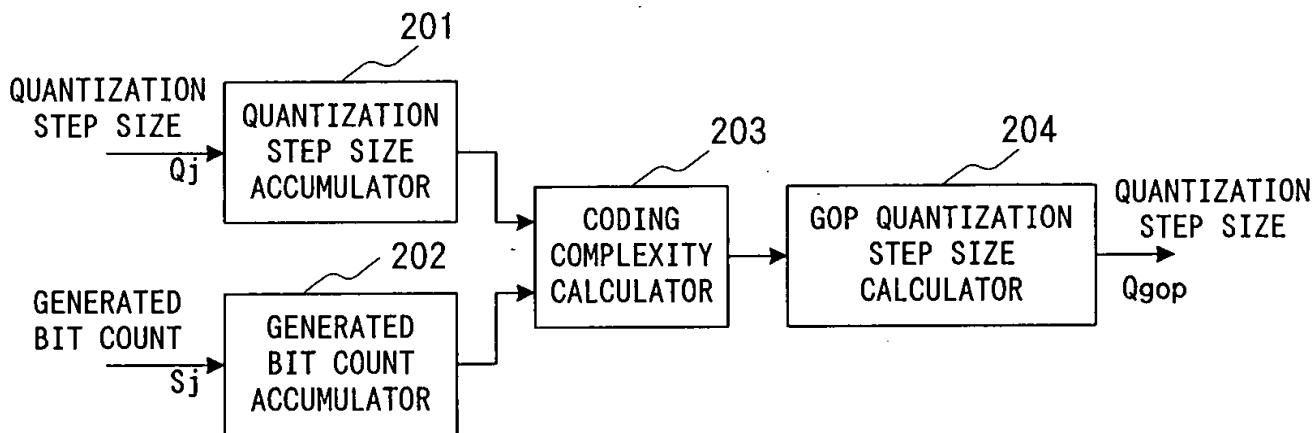 201
QUANTIZATION
STEP SIZE
Qj
QUANTIZATION
STEP SIZE
ACCUMULATOR
202
GENERATED
BIT COUNT
Sj
GENERATED
BIT COUNT
ACCUMULATOR
203
CODING
COMPLEXITY
CALCULATOR
204
GOP QUANTIZATION
STEP SIZE
CALCULATOR
QUANTIZATION
STEP SIZE
Qgop